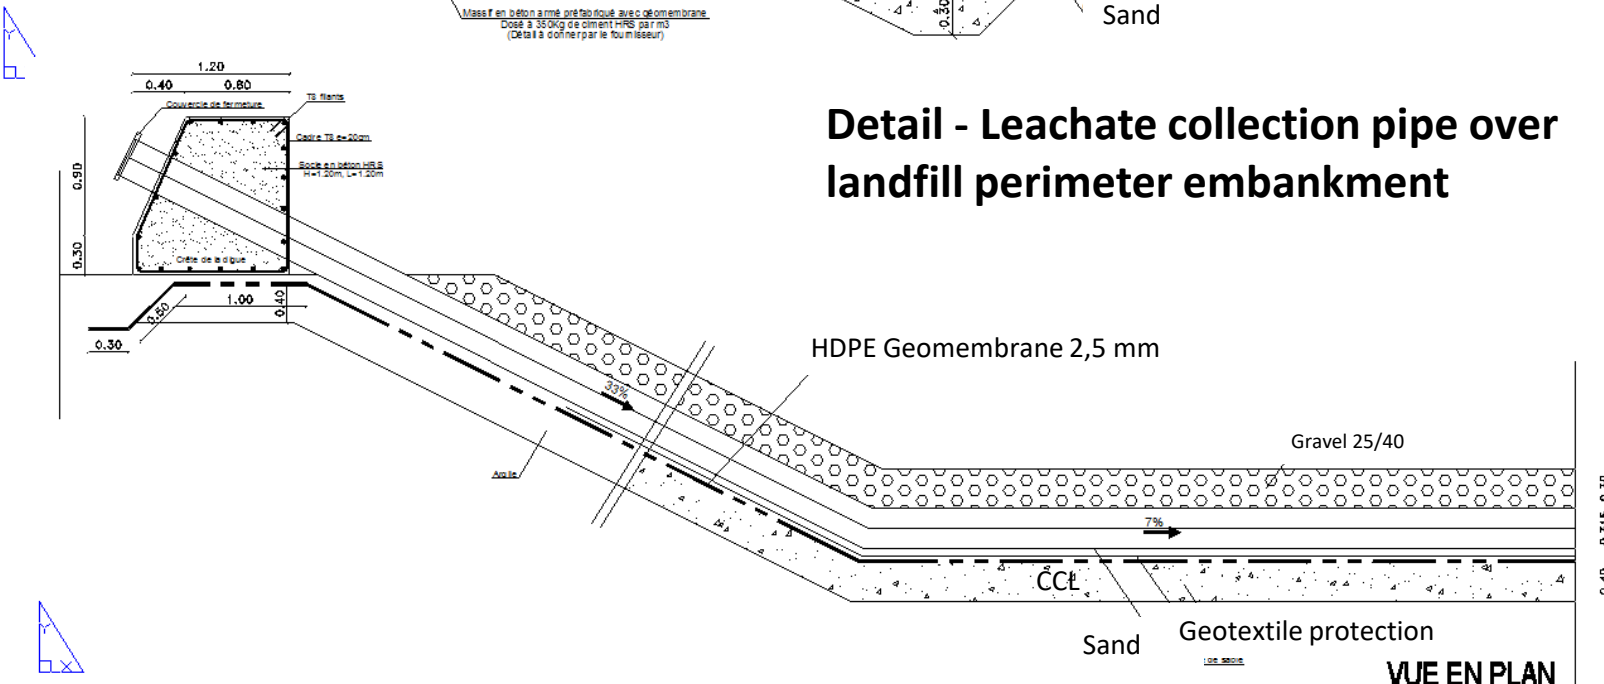 Massif en béton armé préfabriqué avec géomembrane
Dosé à 350Kg de ciment HRS par m3
(Détail à donner par le fournisseur)
0.30
Sand
Y
1.20
0.40
0.80
Couvercle de fermeture
T8 filants
Cadre T8 e=20cm
Socle en béton HRS
H=1.20m, L=1.20m
0.90
0.30
Crête de la digue
Detail - Leachate collection pipe over
landfill perimeter embankment
0.50
1.00
0.40
0.30
HDPE Geomembrane 2,5 mm
33%
Argile
Gravel 25/40
7%
CCL
Sand
Geotextile protection
de sable
VUE EN PLAN
Y
X